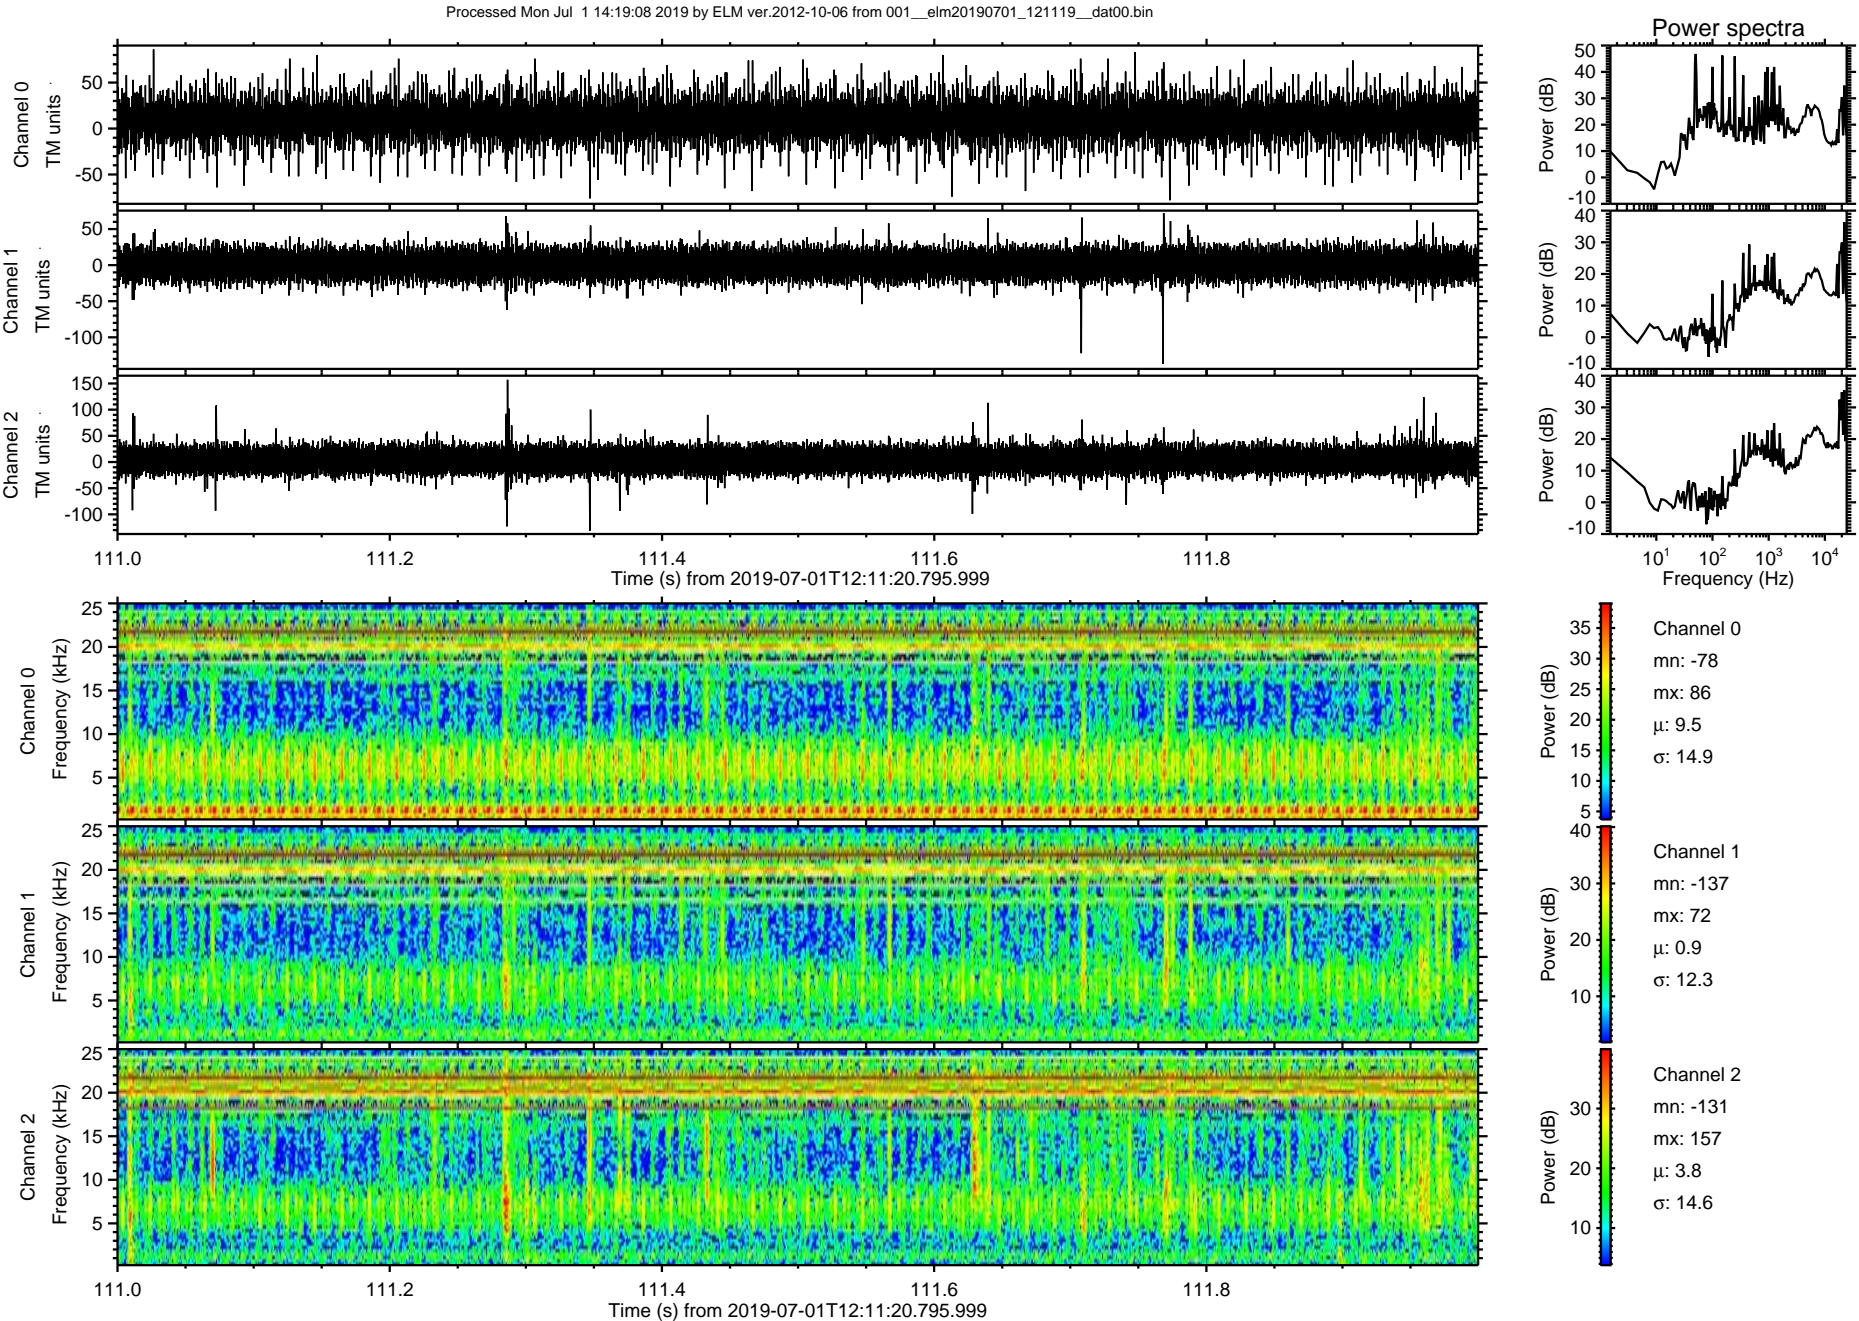 Processed Mon Jul  1 14:19:08 2019 by ELM ver.2012-10-06 from 001__elm20190701_121119__dat00.bin
Power spectra
Channel 0
TM units
50
0
-50
Power (dB)
50
40
30
20
10
0
-10
Channel 1
TM units
50
0
-50
-100
Power (dB)
40
30
20
10
0
-10
Channel 2
TM units
150
100
50
0
-50
-100
Power (dB)
40
30
20
10
0
-10
111.0 111.2 111.4 111.6 111.8
Time (s) from 2019-07-01T12:11:20.795.999
10¹ 10² 10³ 10⁴
Frequency (Hz)
Channel 0
Frequency (kHz)
25
20
15
10
5
Power (dB)
35
30
25
20
15
10
5
Channel 0
mn: -78
mx: 86
μ: 9.5
σ: 14.9
Channel 1
Frequency (kHz)
25
20
15
10
5
Power (dB)
40
30
20
10
Channel 1
mn: -137
mx: 72
μ: 0.9
σ: 12.3
Channel 2
Frequency (kHz)
25
20
15
10
5
Power (dB)
30
20
10
Channel 2
mn: -131
mx: 157
μ: 3.8
σ: 14.6
111.0 111.2 111.4 111.6 111.8
Time (s) from 2019-07-01T12:11:20.795.999